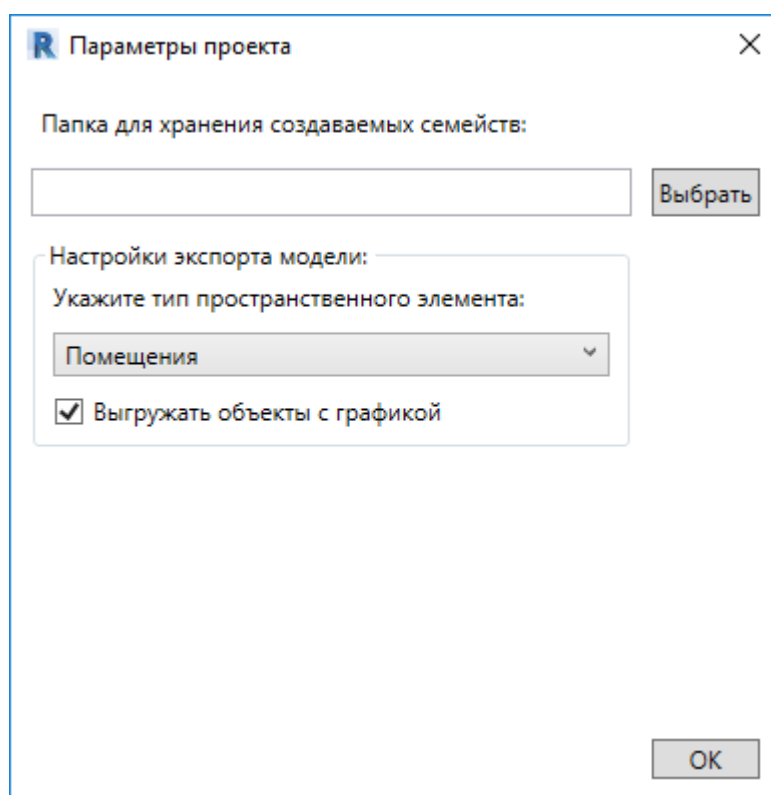 Параметры проекта
Папка для хранения создаваемых семейств:
Выбрать
Настройки экспорта модели:
Укажите тип пространственного элемента:
Помещения
Выгружать объекты с графикой
OK